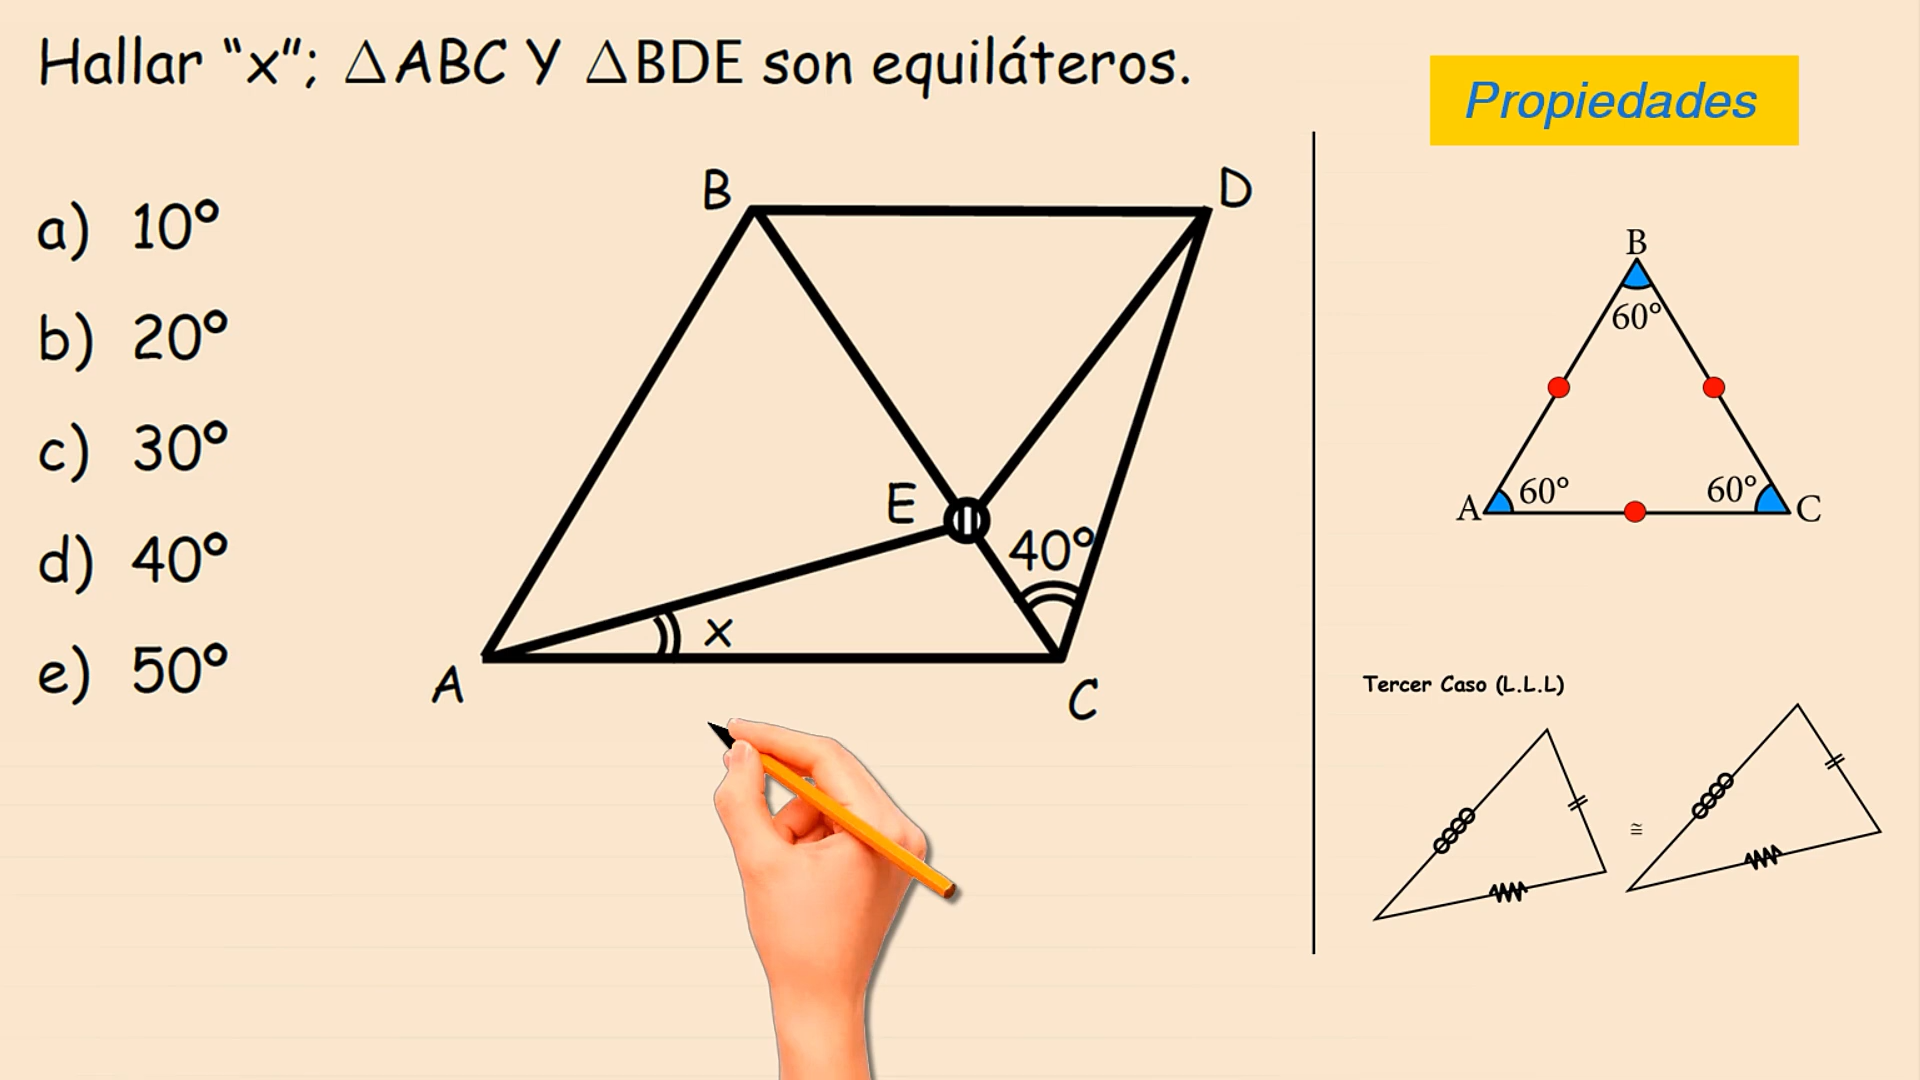 Hallar “x”; △ABC Y △BDE son equiláteros.
Propiedades
a) 10°
b) 20°
c) 30°
d) 40°
e) 50°
B
D
E
40°
x
A
C
B
60°
A
60°
60°
C
Tercer Caso (L.L.L)
≅